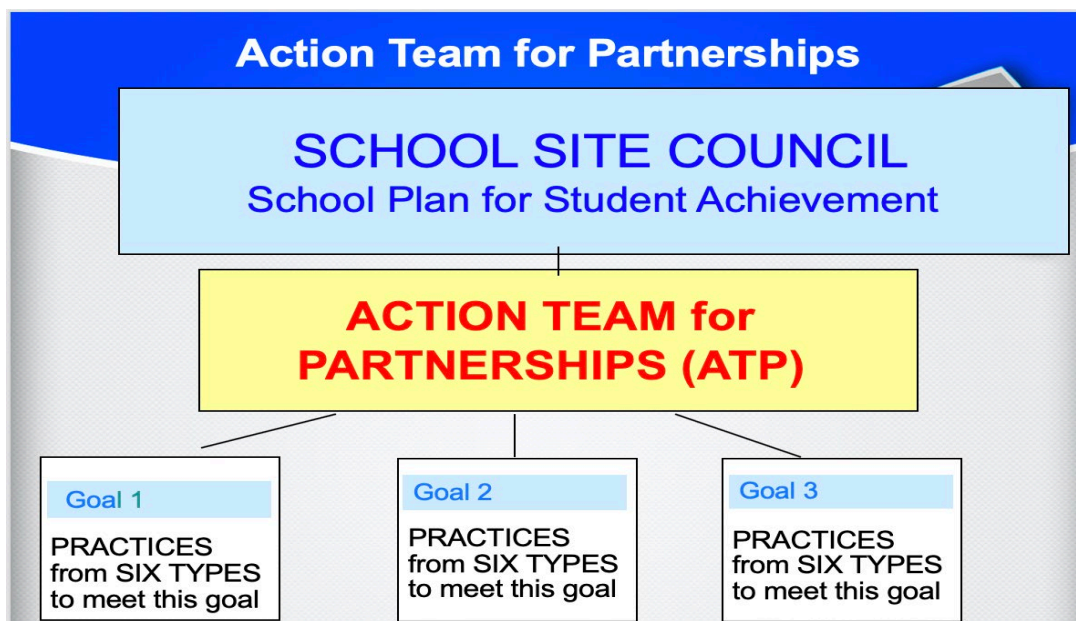 Action Team for Partnerships
SCHOOL SITE COUNCIL
School Plan for Student Achievement
ACTION TEAM for
PARTNERSHIPS (ATP)
Goal 1
PRACTICES
from SIX TYPES
to meet this goal
Goal 2
PRACTICES
from SIX TYPES
to meet this goal
Goal 3
PRACTICES
from SIX TYPES
to meet this goal